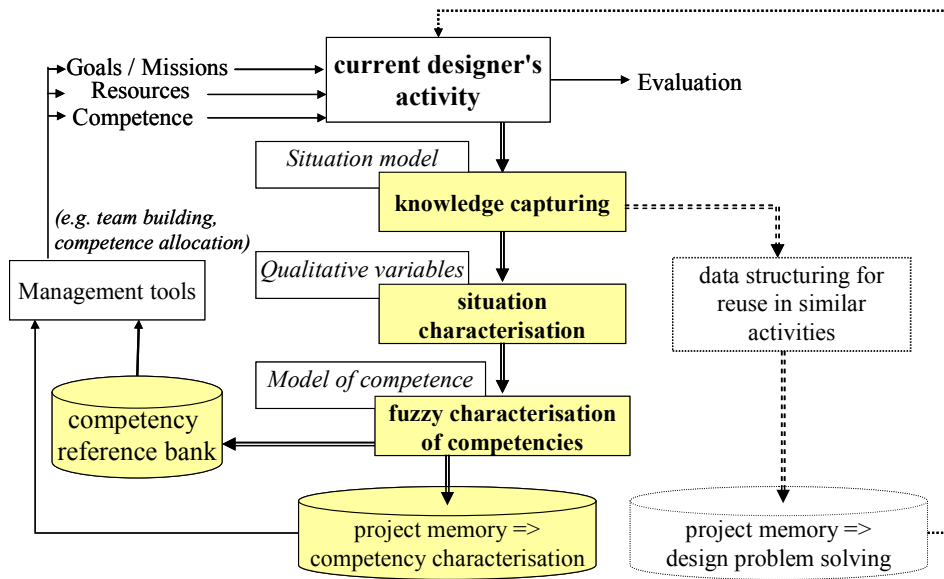 Goals / Missions
Resources
Competence
current designer's
activity
Evaluation
Situation model
knowledge capturing
(e.g. team building,
competence allocation)
Management tools
Qualitative variables
situation
characterisation
data structuring for
reuse in similar
activities
Model of competence
fuzzy characterisation
of competencies
competency
reference bank
project memory =>
competency characterisation
project memory =>
design problem solving